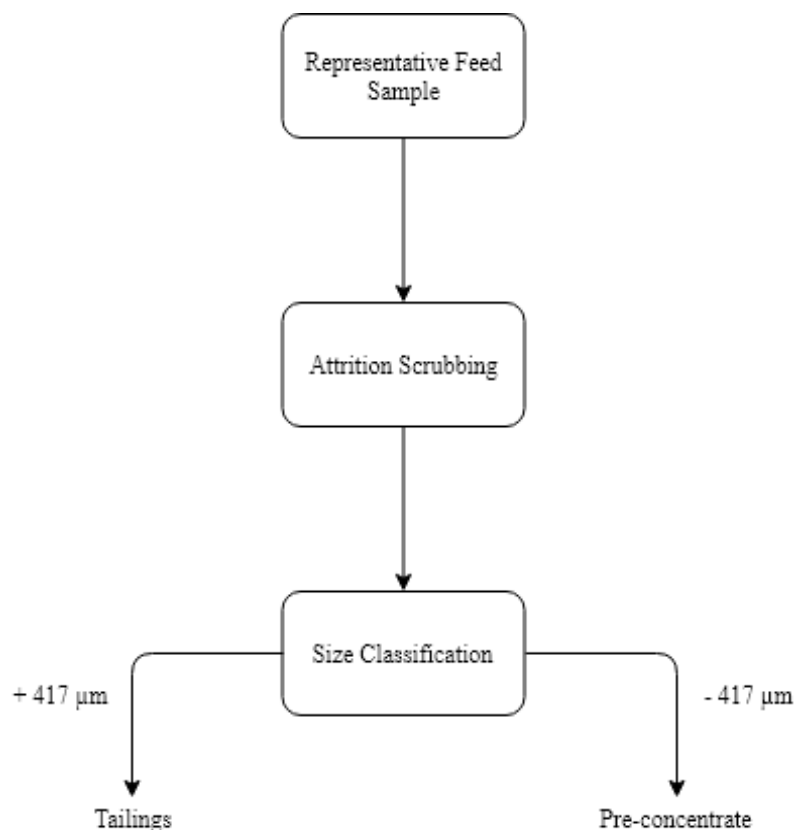 Representative Feed
Sample
Attrition Scrubbing
Size Classification
+ 417 µm
- 417 µm
Tailings
Pre-concentrate